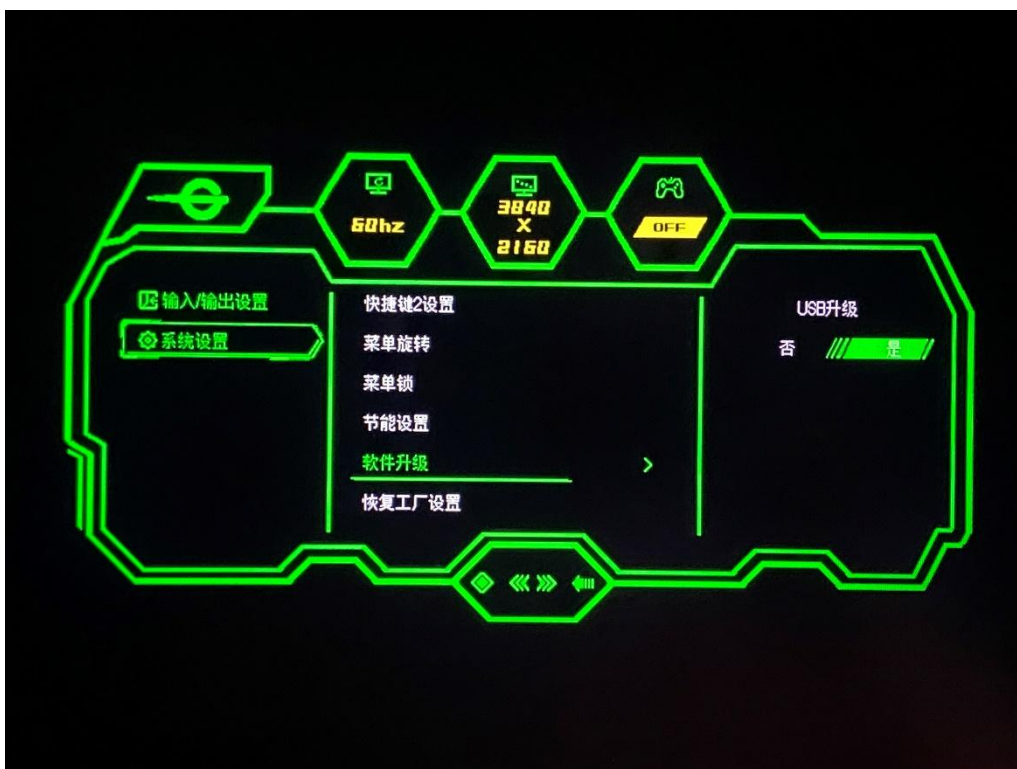 60hz
3840
X
2160
OFF
输入/输出设置
系统设置
快捷键2设置
菜单旋转
菜单锁
节能设置
软件升级
恢复工厂设置
USB升级
否 是